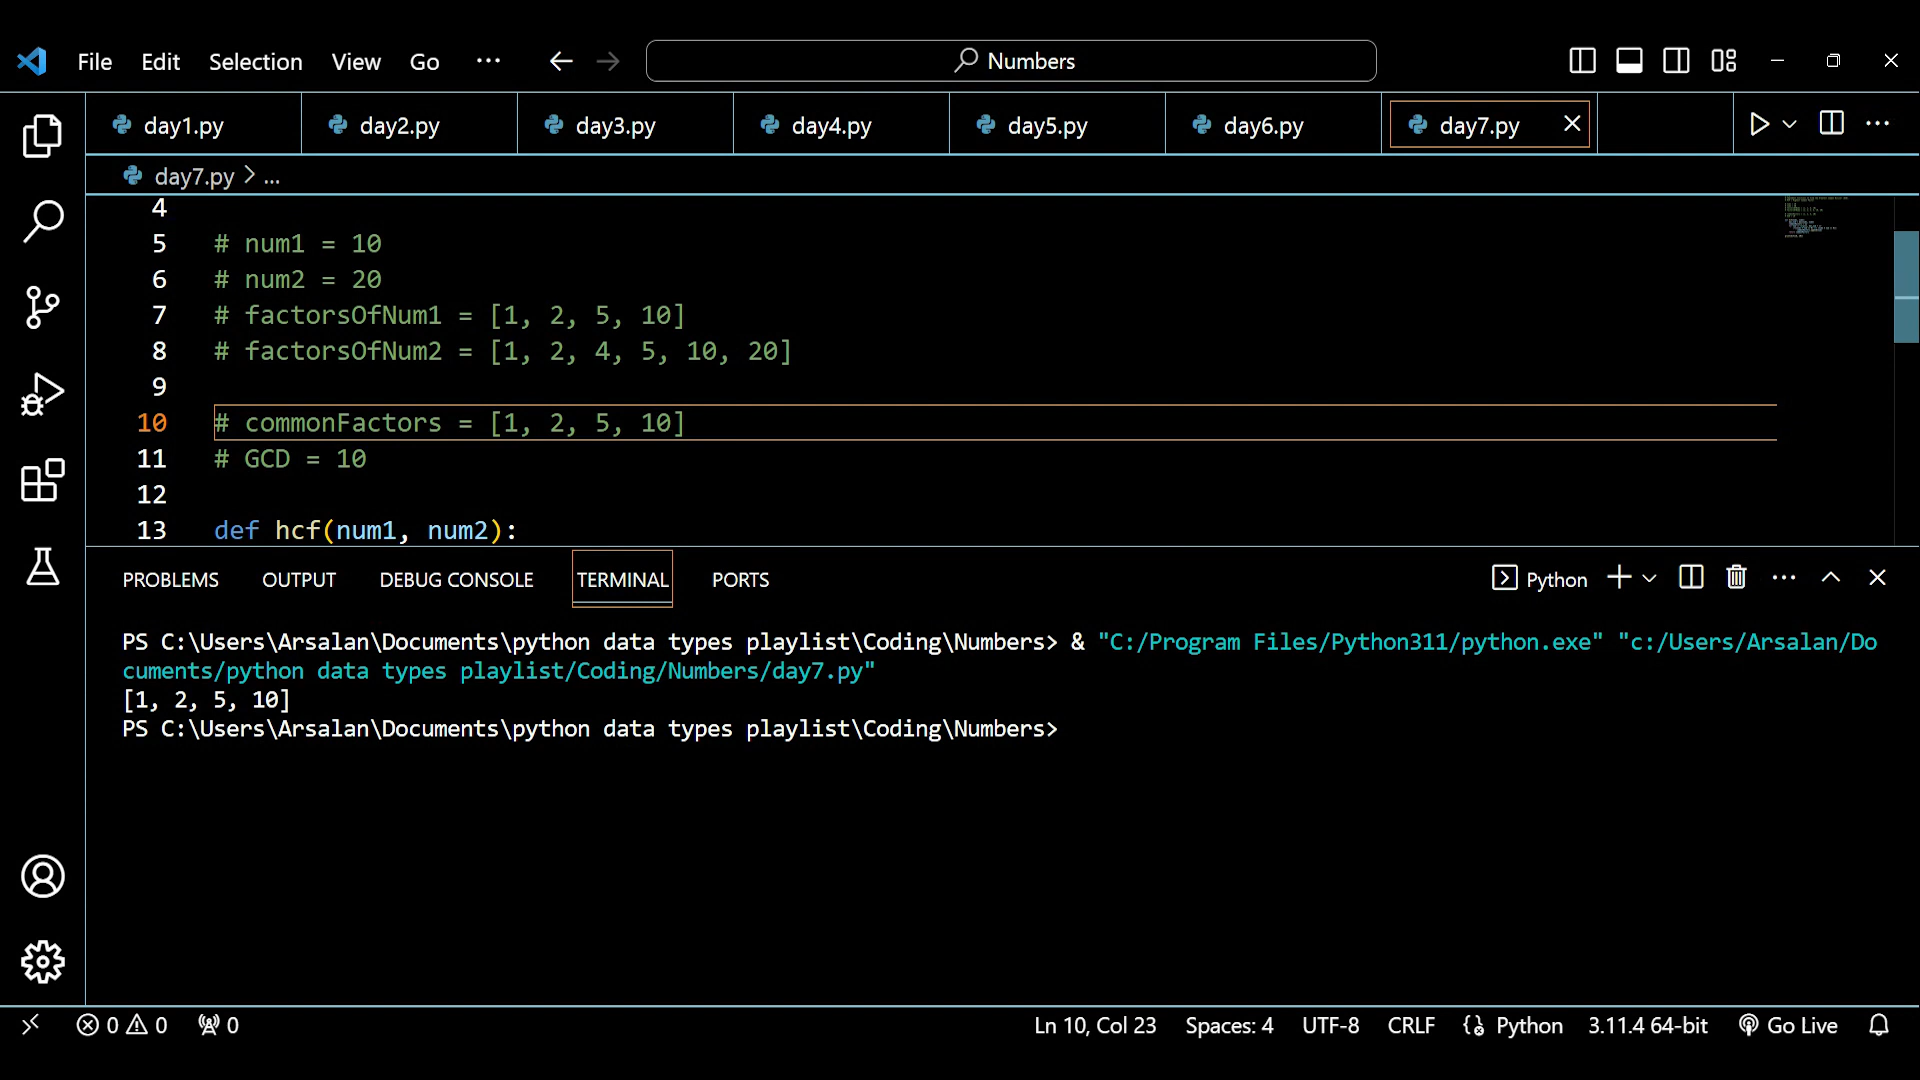 File Edit Selection View Go ··· Numbers
day1.py day2.py day3.py day4.py day5.py day6.py day7.py
day7.py > ...
4
5 # num1 = 10
6 # num2 = 20
7 # factorsOfNum1 = [1, 2, 5, 10]
8 # factorsOfNum2 = [1, 2, 4, 5, 10, 20]
9
10 # commonFactors = [1, 2, 5, 10]
11 # GCD = 10
12
13 def hcf(num1, num2):
PROBLEMS OUTPUT DEBUG CONSOLE TERMINAL PORTS Python
PS C:\Users\Arsalan\Documents\python data types playlist\Coding\Numbers> & "C:/Program Files/Python311/python.exe" "c:/Users/Arsalan/Do
cuments/python data types playlist/Coding/Numbers/day7.py"
[1, 2, 5, 10]
PS C:\Users\Arsalan\Documents\python data types playlist\Coding\Numbers>
0 0 0 Ln 10, Col 23 Spaces: 4 UTF-8 CRLF Python 3.11.4 64-bit Go Live